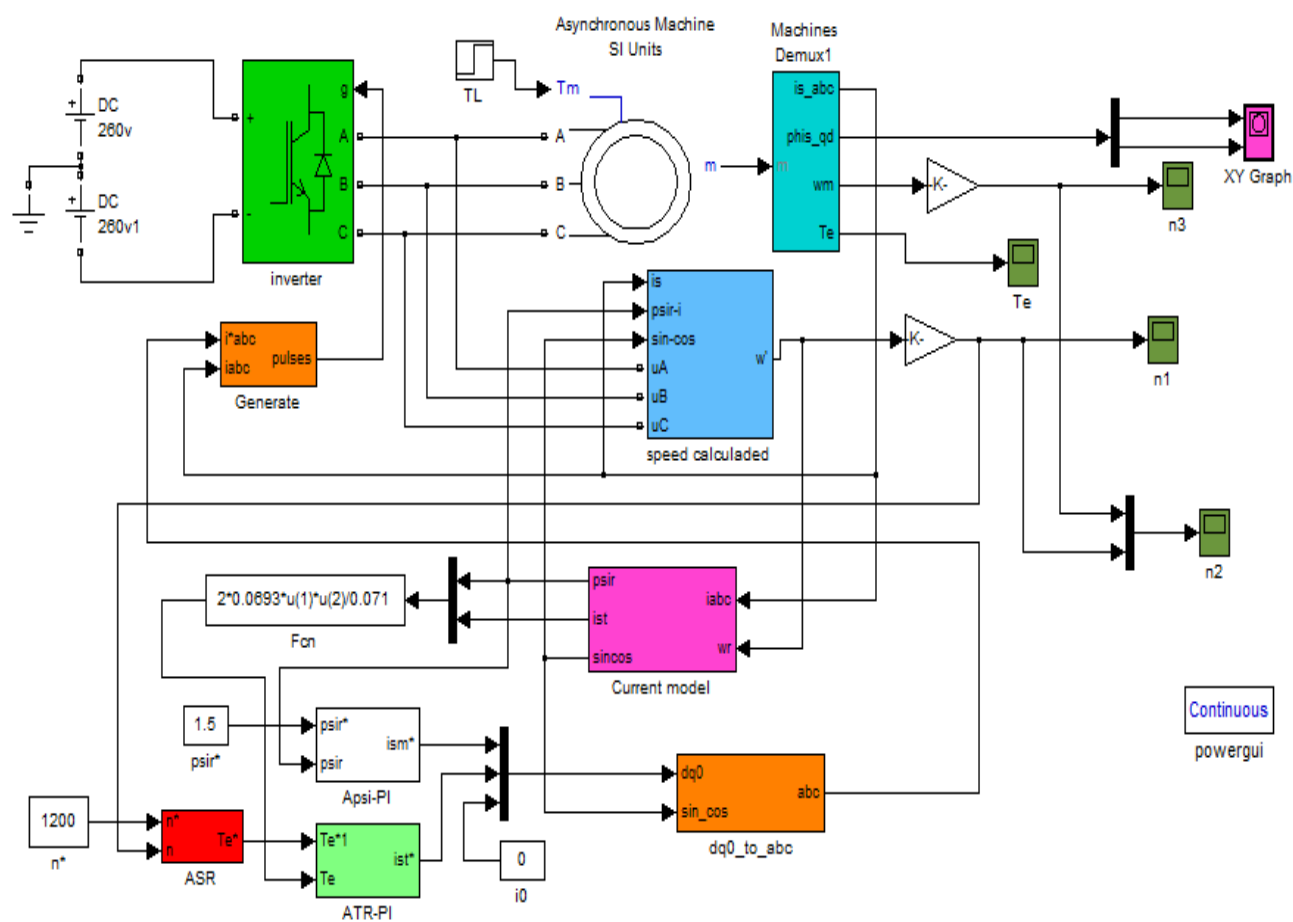 Asynchronous Machine
SI Units
Machines
Demux1
DC
260v
DC
260v1
+
-
g
A
B
C
inverter
TL
Tm
A
B
C
m
m
is_abc
phis_qd
wm
Te
-K-
XY Graph
n3
Te
i*abc
iabc
pulses
Generate
is
psir-i
sin-cos
uA
uB
uC
w'
speed calculaded
-K-
n1
n2
2*0.0693*u(1)*u(2)/0.071
Fcn
psir
ist
sincos
iabc
wr
Current model
1.5
psir*
psir*
psir
ism*
Apsi-PI
1200
n*
n*
n
Te*
ASR
Te*1
Te
ist*
ATR-PI
0
i0
dq0
sin_cos
abc
dq0_to_abc
Continuous
powergui